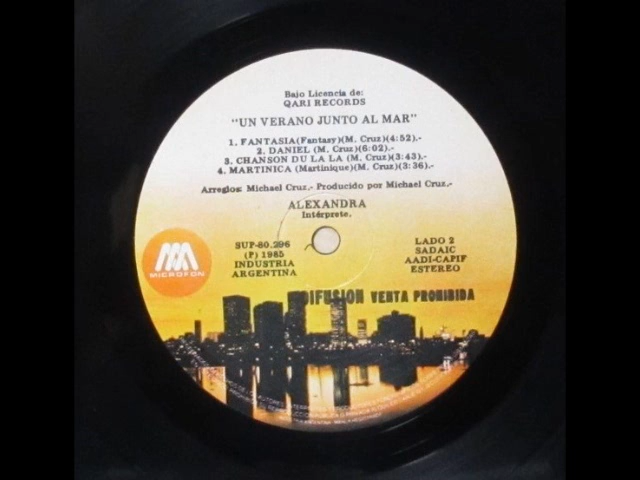 Bajo Licencia de:
QARI RECORDS
"UN VERANO JUNTO AL MAR"
1. FANTASIA(Fantasy)(M. Cruz)(4:52).-
2. DANIEL (M. Cruz)(6:02).-
3. CHANSON DU LA LA (M. Cruz)(3:43).-
4. MARTINICA (Martinique)(M. Cruz)(3:36).-
Arreglos: Michael Cruz.- Producido por Michael Cruz.-
ALEXANDRA
Intérprete.
SUP-80.296
(P) 1985
INDUSTRIA
ARGENTINA
LADO 2
SADAIC
AADI-CAPIF
ESTEREO
MICROFON
DIFUSION VENTA PROHIBIDA